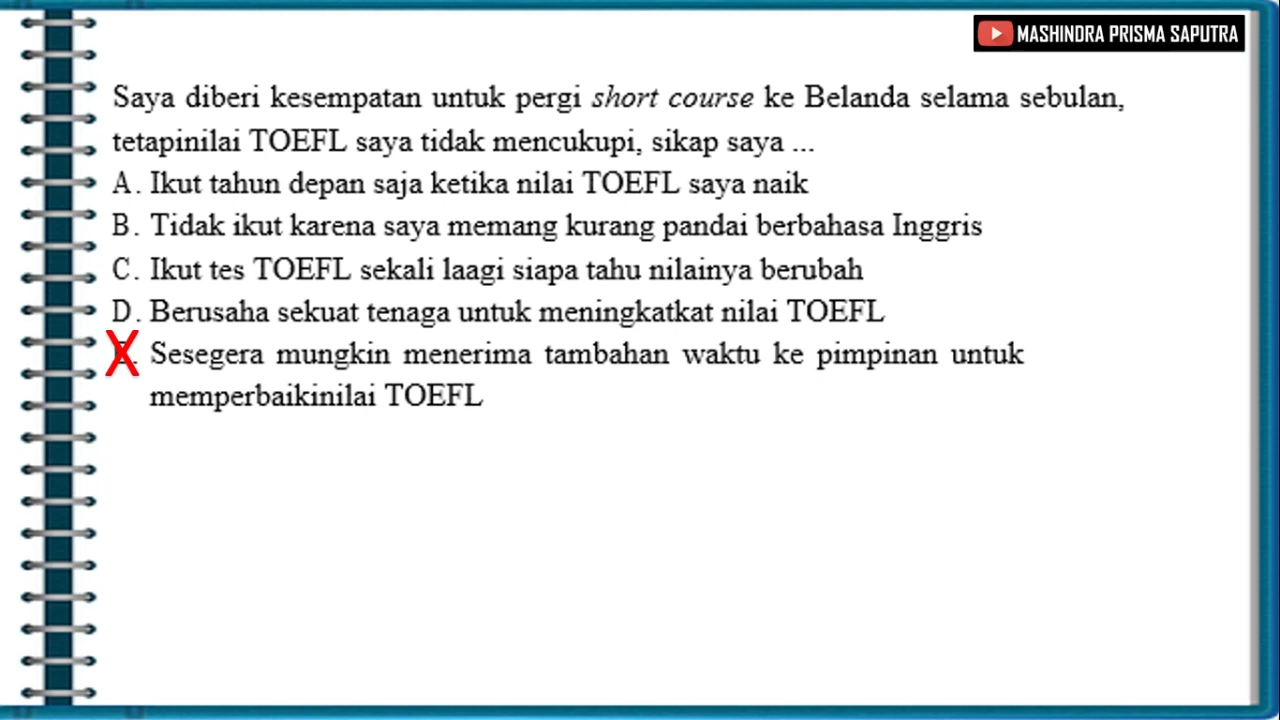 MASHINDRA PRISMA SAPUTRA
Saya diberi kesempatan untuk pergi short course ke Belanda selama sebulan,
tetapinilai TOEFL saya tidak mencukupi, sikap saya ...
A. Ikut tahun depan saja ketika nilai TOEFL saya naik
B. Tidak ikut karena saya memang kurang pandai berbahasa Inggris
C. Ikut tes TOEFL sekali laagi siapa tahu nilainya berubah
D. Berusaha sekuat tenaga untuk meningkatkat nilai TOEFL
X Sesegera mungkin menerima tambahan waktu ke pimpinan untuk
memperbaikinilai TOEFL